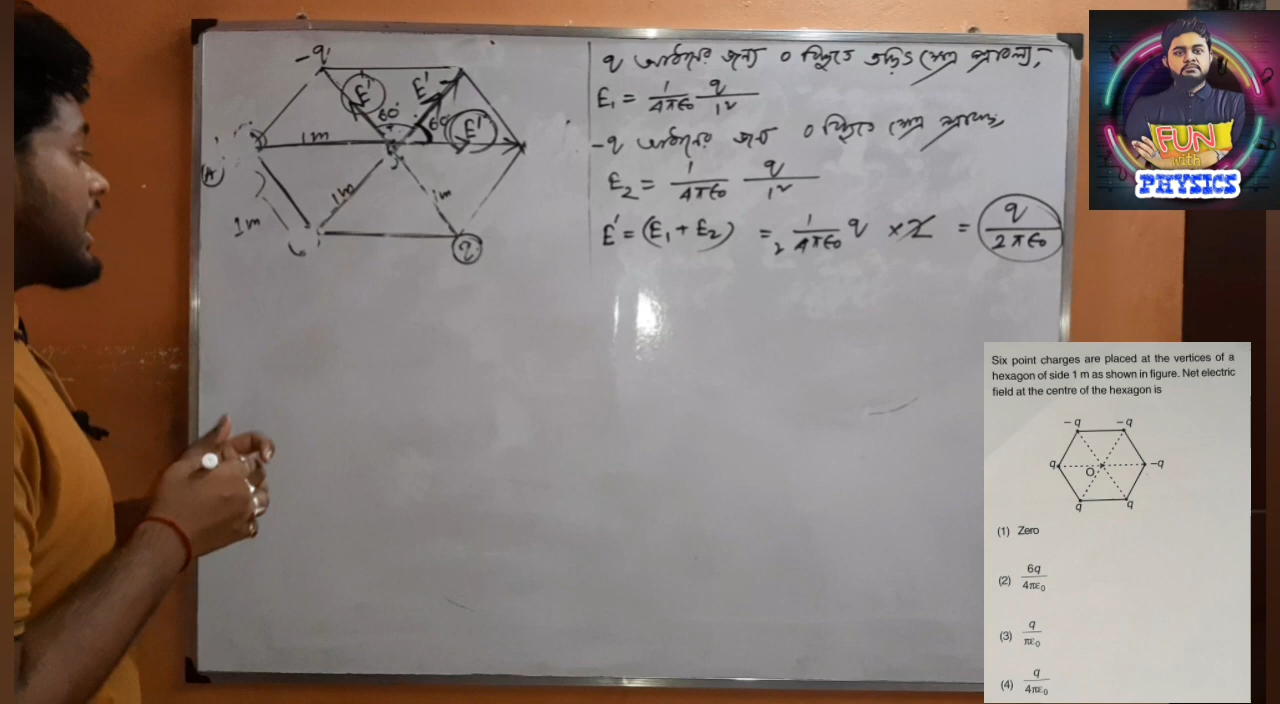 -q
E'
E'
60°
60
E'
1m
A
1m
1m
1m
q
q আধানের জন্য O বিন্দুতে তড়িৎ ক্ষেত্র প্রাবল্য,
E₁ = 1/4πε₀ q/1²
-q আধানের জন্য O বিন্দুতে ক্ষেত্র
E₂ = 1/4πε₀ q/1²
E' = (E₁ + E₂) = 1/4πε₀ q × 2 = q/2πε₀
FUN
with
PHYSICS
Six point charges are placed at the vertices of a
hexagon of side 1 m as shown in figure. Net electric
field at the centre of the hexagon is
-q -q
q O -q
q q
(1) Zero
(2) 6q/4πε₀
(3) q/πε₀
(4) q/4πε₀